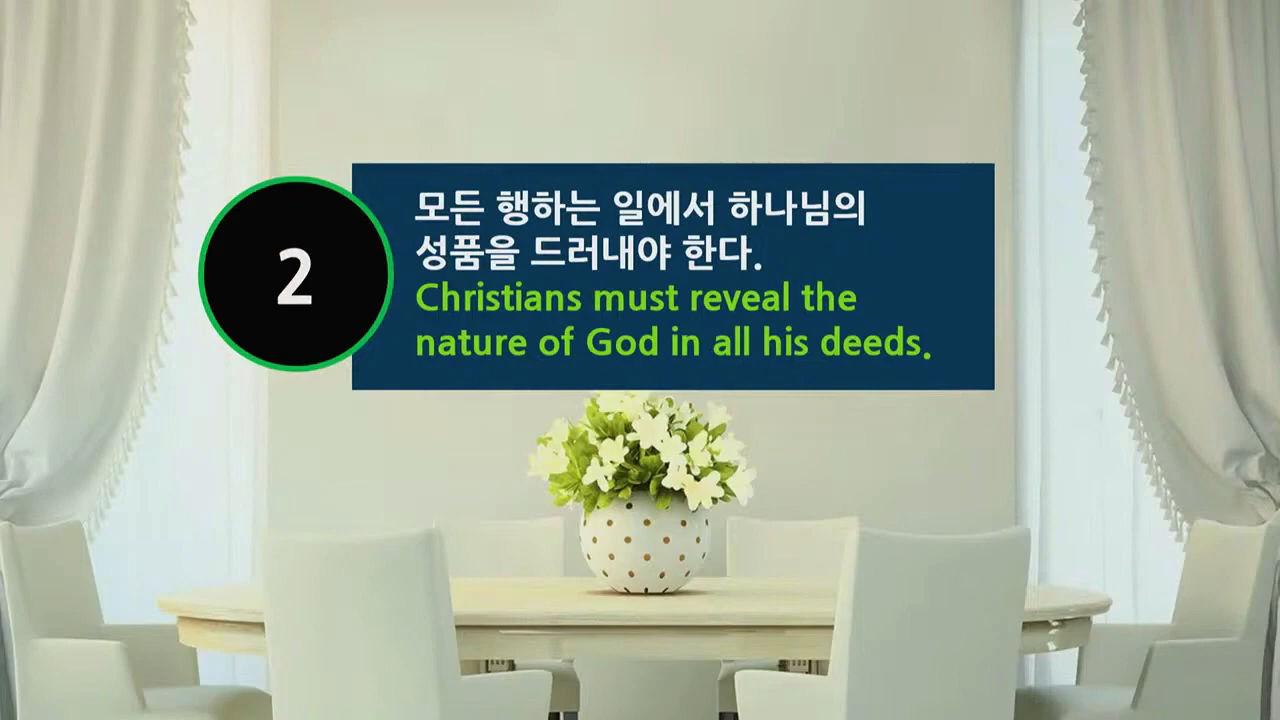 2
모든 행하는 일에서 하나님의
성품을 드러내야 한다.
Christians must reveal the
nature of God in all his deeds.